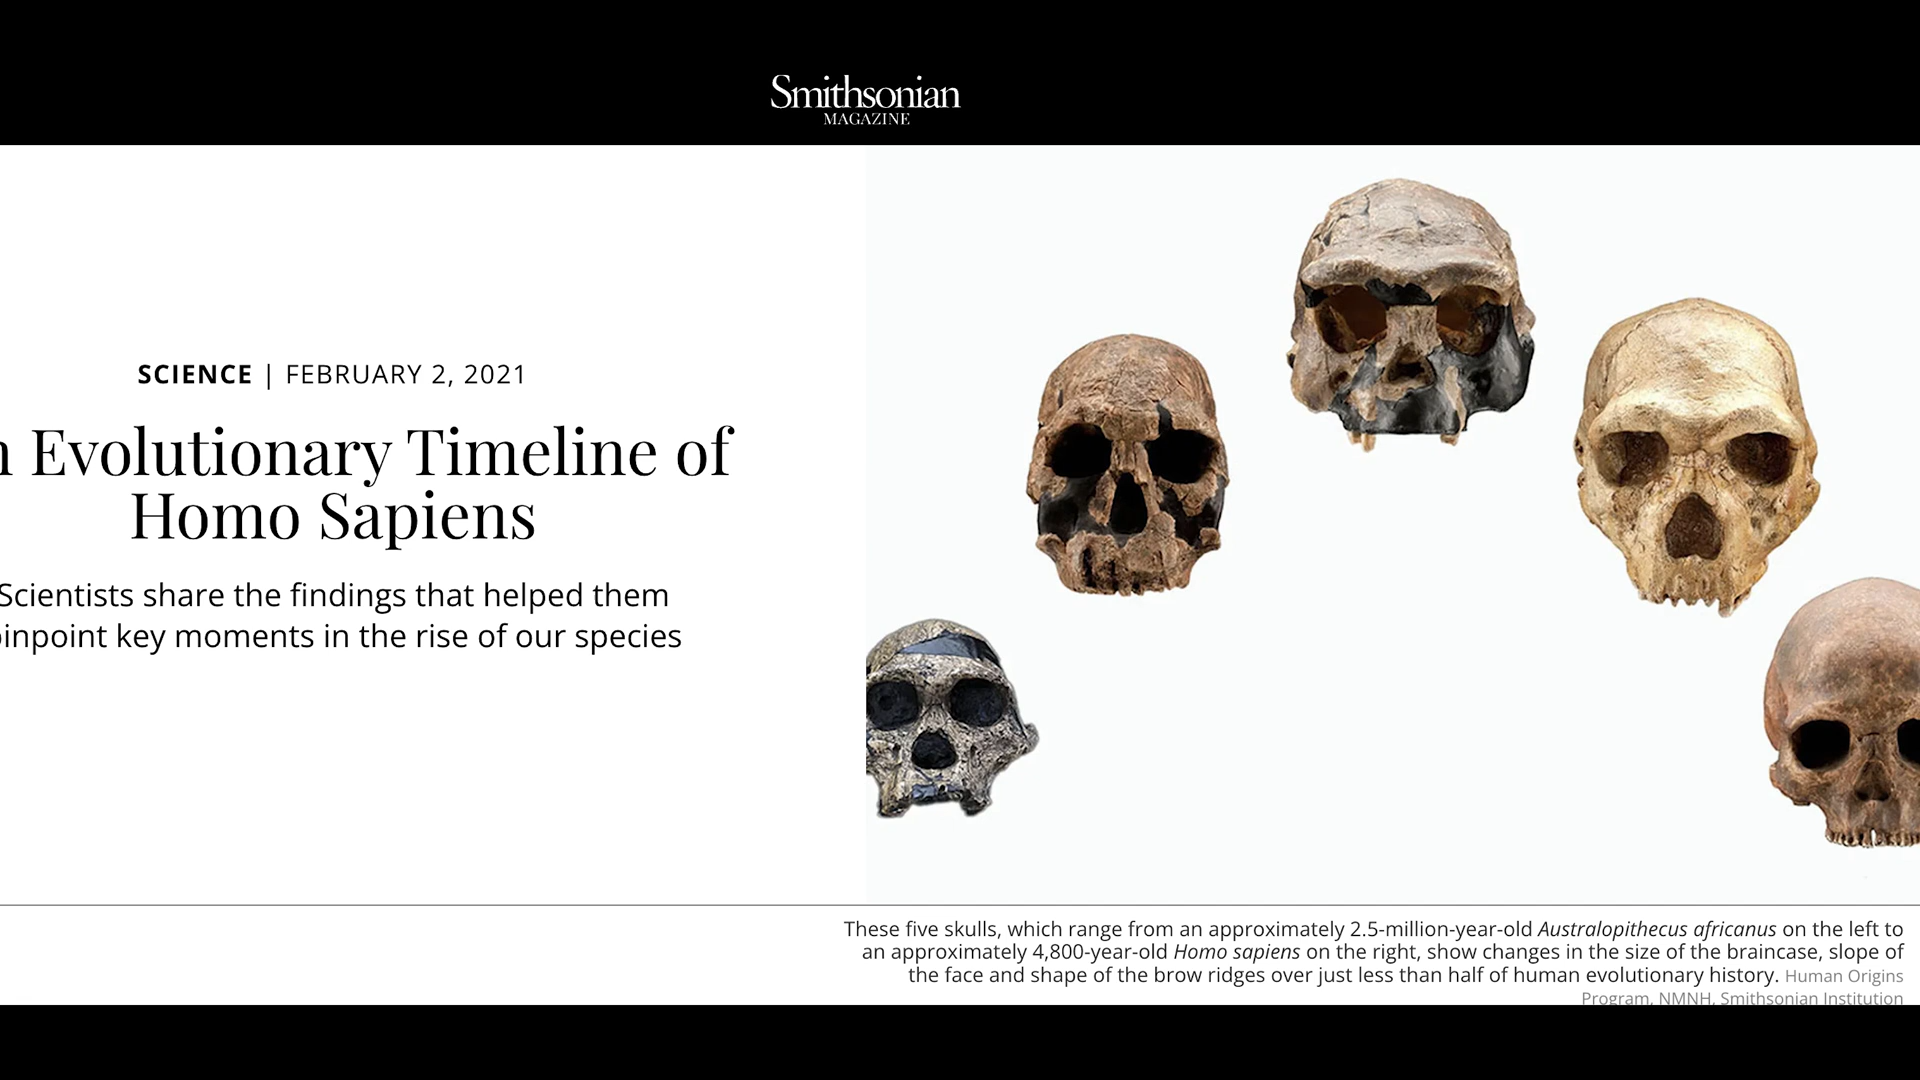 Smithsonian
MAGAZINE
SCIENCE | FEBRUARY 2, 2021
n Evolutionary Timeline of
Homo Sapiens
Scientists share the findings that helped them
pinpoint key moments in the rise of our species
These five skulls, which range from an approximately 2.5-million-year-old Australopithecus africanus on the left to
an approximately 4,800-year-old Homo sapiens on the right, show changes in the size of the braincase, slope of
the face and shape of the brow ridges over just less than half of human evolutionary history. Human Origins
Program, NMNH, Smithsonian Institution